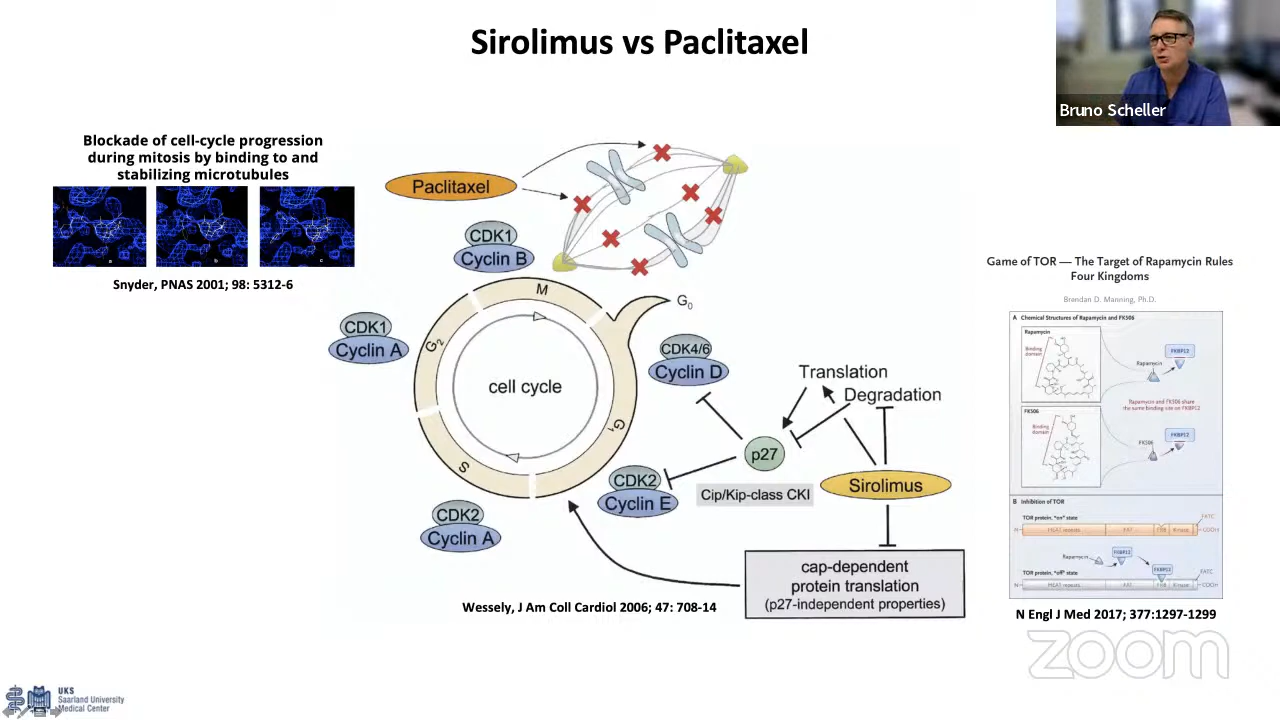 Sirolimus vs Paclitaxel
Bruno Scheller
Blockade of cell-cycle progression
during mitosis by binding to and
stabilizing microtubules
a
b
c
Snyder, PNAS 2001; 98: 5312-6
Paclitaxel
CDK1
Cyclin B
CDK1
Cyclin A
M
G0
G2
cell cycle
G1
S
CDK4/6
Cyclin D
Translation
Degradation
p27
CDK2
Cyclin E
Cip/Kip-class CKI
Sirolimus
CDK2
Cyclin A
cap-dependent
protein translation
(p27-independent properties)
Wessely, J Am Coll Cardiol 2006; 47: 708-14
Game of TOR — The Target of Rapamycin Rules
Four Kingdoms
Brendan D. Manning, Ph.D.
A Chemical Structures of Rapamycin and FK506
Rapamycin
Binding
domain
Rapamycin
FKBP12
Rapamycin and FK506 share
the same binding site on FKBP12
FK506
Binding
domain
FK506
FKBP12
B Inhibition of TOR
TOR protein, "on" state
FATC
N HEAT repeats FAT FRB Kinase COOH
Rapamycin
FKBP12
FKBP12
TOR protein, "off" state
FATC
N HEAT repeats FAT Kinase COOH
N Engl J Med 2017; 377:1297-1299
zoom
UKS
Saarland University
Medical Center